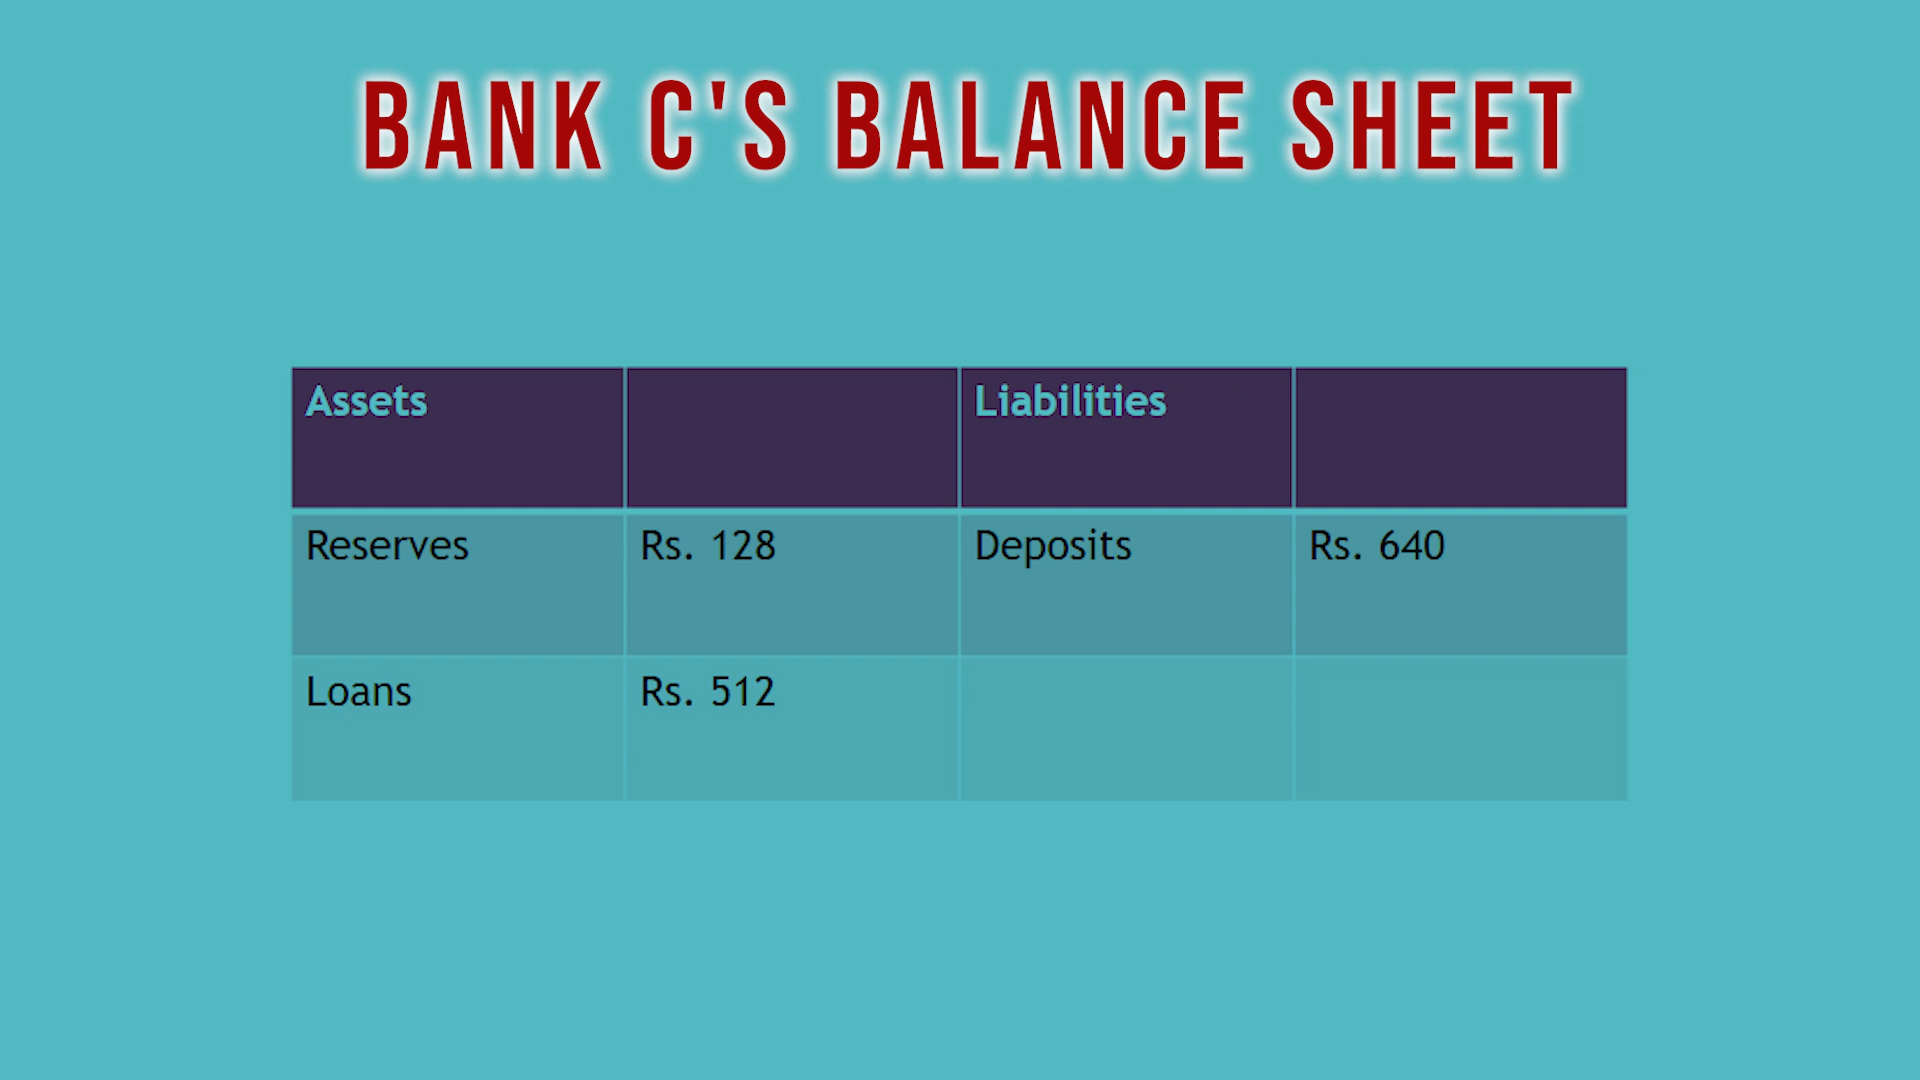 BANK C'S BALANCE SHEET
Assets Liabilities
Reserves Rs. 128 Deposits Rs. 640
Loans Rs. 512